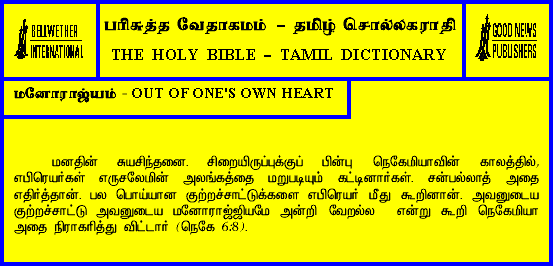 BELLWETHER
INTERNATIONAL
பரிசுத்த வேதாகமம் – தமிழ் சொல்லகராதி
THE HOLY BIBLE – TAMIL DICTIONARY
GOOD NEWS
PUBLISHERS
மனோராஜ்யம் - OUT OF ONE'S OWN HEART
மனதின் சுயசிந்தனை. சிறையிருப்புக்குப் பின்பு நெகேமியாவின் காலத்தில்,
எபிரெயர்கள் எருசலேமின் அலங்கத்தை மறுபடியும் கட்டினார்கள். சன்பல்லாத் அதை
எதிர்த்தான். பல பொய்யான குற்றச்சாட்டுக்களை எபிரெயர் மீது கூறினான். அவனுடைய
குற்றச்சாட்டு அவனுடைய மனோராஜ்ஜியமே அன்றி வேறல்ல என்று கூறி நெகேமியா
அதை நிராகரித்து விட்டார் (நெகே 6:8).